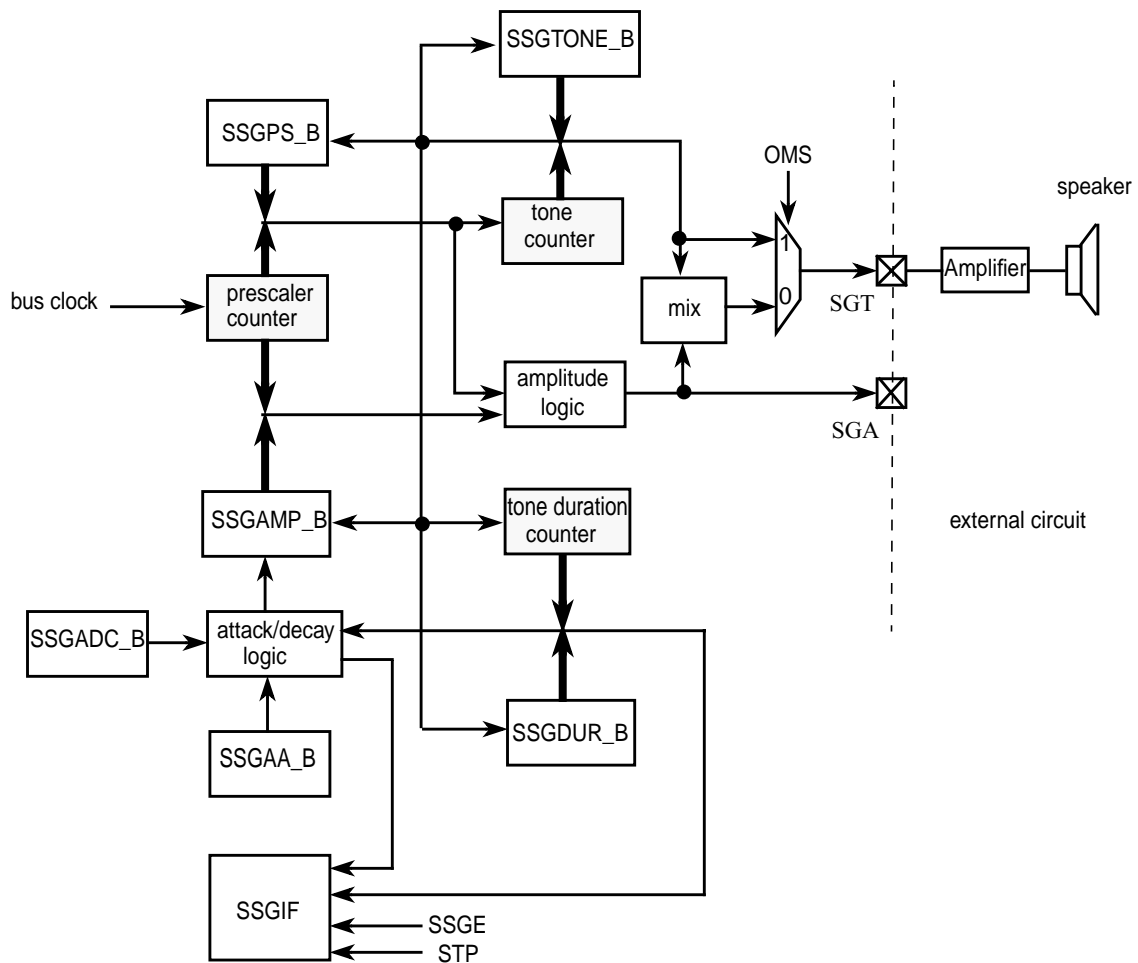 SSGTONE_B
SSGPS_B
OMS
speaker
tone
counter
1
bus clock
prescaler
counter
mix
0
SGT
Amplifier
amplitude
logic
SGA
SSGAMP_B
tone duration
counter
external circuit
SSGADC_B
attack/decay
logic
SSGDUR_B
SSGAA_B
SSGIF
SSGE
STP